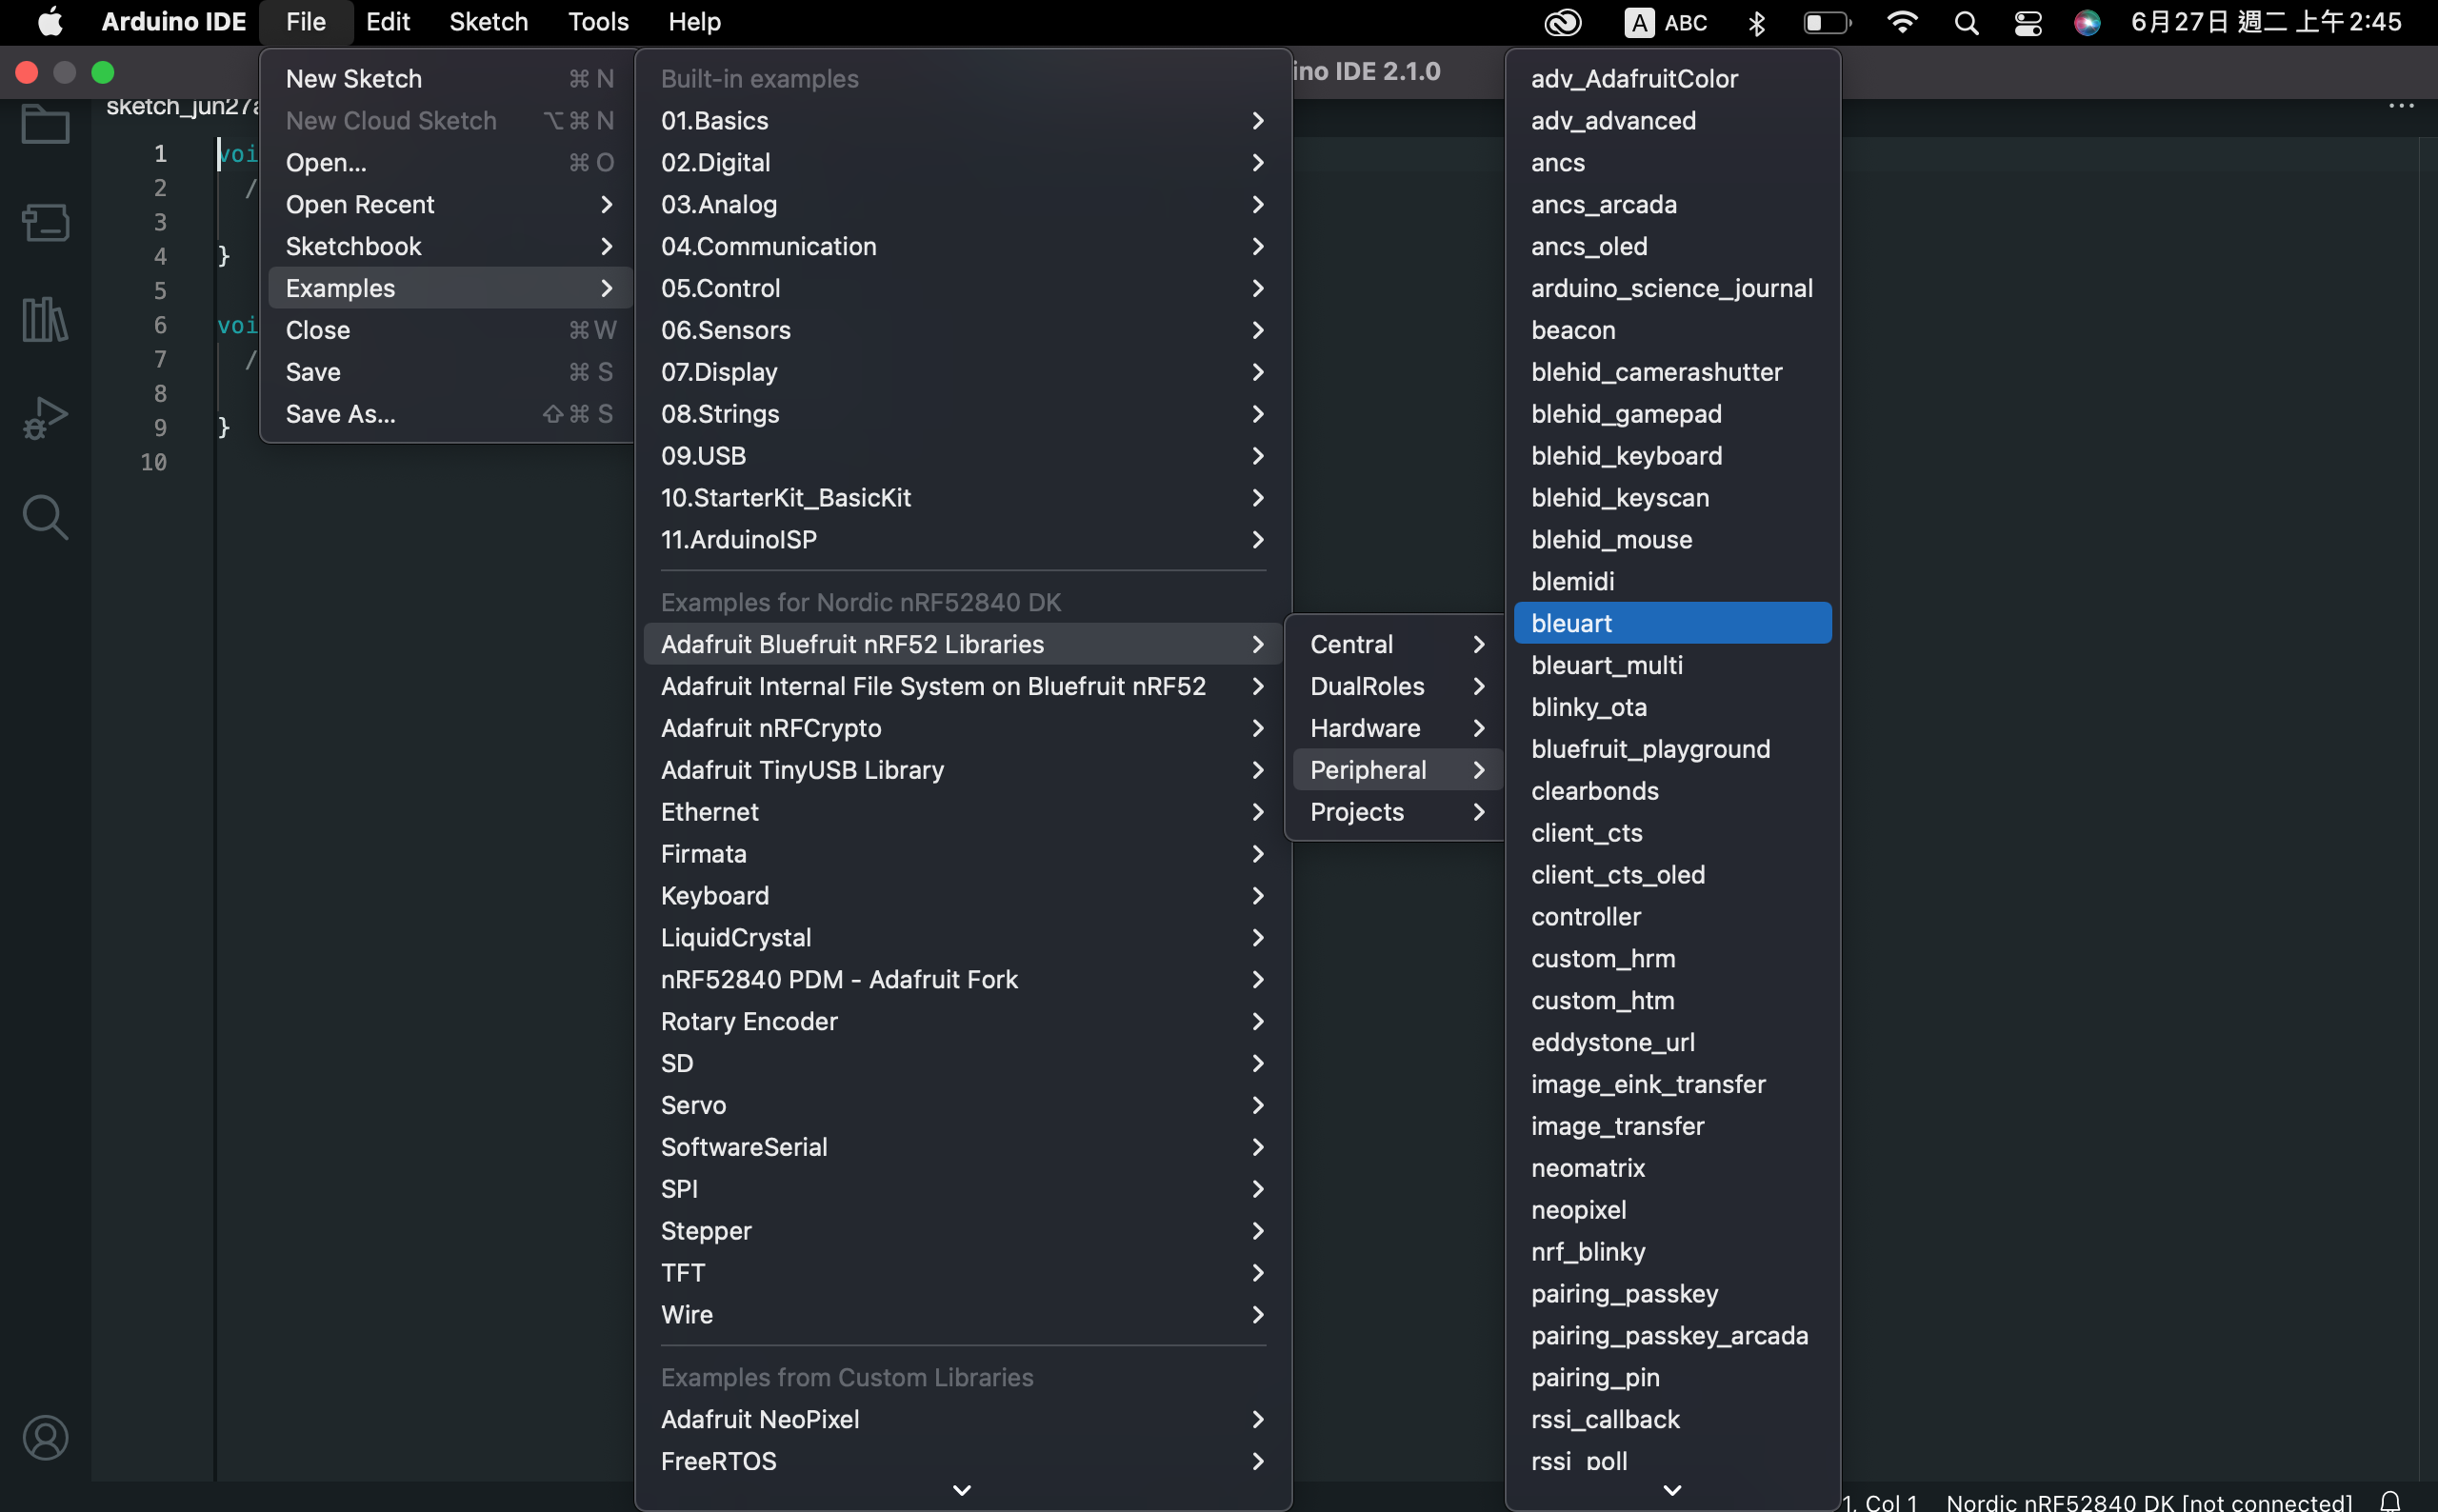 Arduino IDE File Edit Sketch Tools Help A ABC 6月27日 週二 上午2:45
ino IDE 2.1.0
sketch_jun27a
1 voi
2 /
3
4 }
5
6 voi
7 /
8
9 }
10
New Sketch ⌘ N
New Cloud Sketch ⌥ ⌘ N
Open... ⌘ O
Open Recent
Sketchbook
Examples
Close ⌘ W
Save ⌘ S
Save As... ⇧ ⌘ S
Built-in examples
01.Basics
02.Digital
03.Analog
04.Communication
05.Control
06.Sensors
07.Display
08.Strings
09.USB
10.StarterKit_BasicKit
11.ArduinoISP
Examples for Nordic nRF52840 DK
Adafruit Bluefruit nRF52 Libraries
Adafruit Internal File System on Bluefruit nRF52
Adafruit nRFCrypto
Adafruit TinyUSB Library
Ethernet
Firmata
Keyboard
LiquidCrystal
nRF52840 PDM - Adafruit Fork
Rotary Encoder
SD
Servo
SoftwareSerial
SPI
Stepper
TFT
Wire
Examples from Custom Libraries
Adafruit NeoPixel
FreeRTOS
Central
DualRoles
Hardware
Peripheral
Projects
adv_AdafruitColor
adv_advanced
ancs
ancs_arcada
ancs_oled
arduino_science_journal
beacon
blehid_camerashutter
blehid_gamepad
blehid_keyboard
blehid_keyscan
blehid_mouse
blemidi
bleuart
bleuart_multi
blinky_ota
bluefruit_playground
clearbonds
client_cts
client_cts_oled
controller
custom_hrm
custom_htm
eddystone_url
image_eink_transfer
image_transfer
neomatrix
neopixel
nrf_blinky
pairing_passkey
pairing_passkey_arcada
pairing_pin
rssi_callback
rssi_poll
1, Col 1 Nordic nRF52840 DK [not connected]